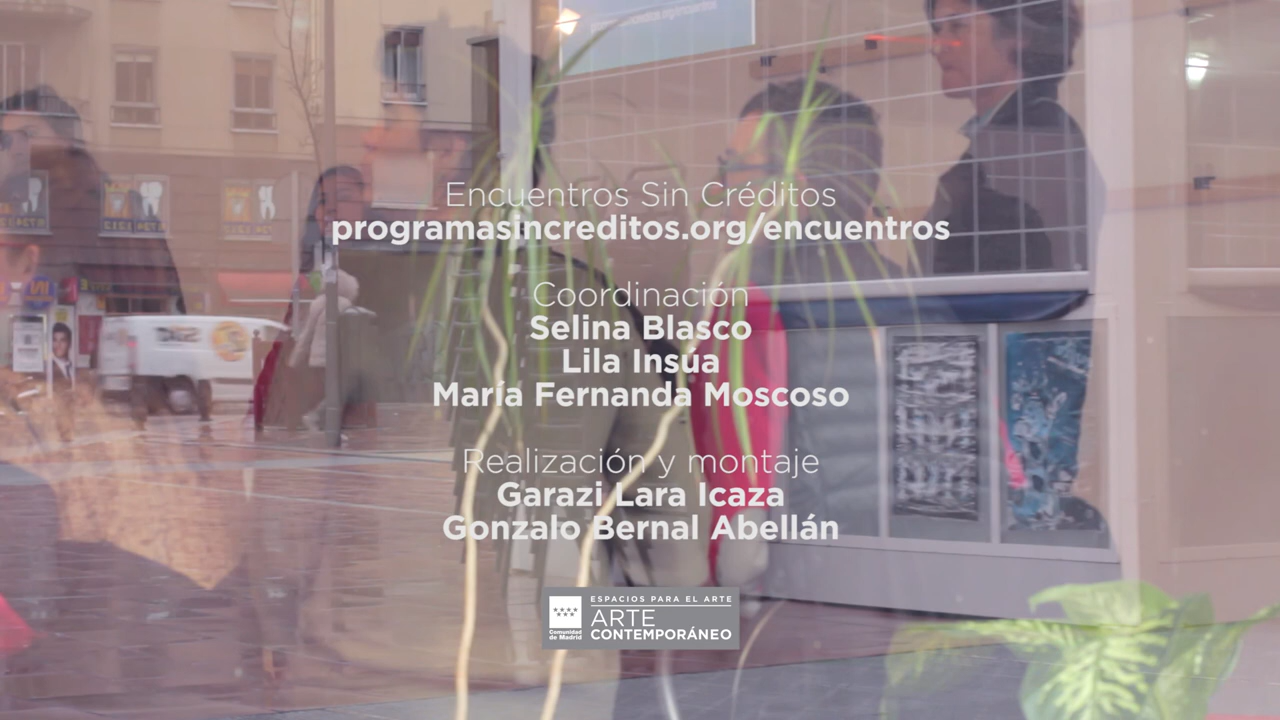 Encuentros Sin Créditos
programasincreditos.org/encuentros
Coordinación
Selina Blasco
Lila Insúa
María Fernanda Moscoso
Realización y montaje
Garazi Lara Icaza
Gonzalo Bernal Abellán
ESPACIOS PARA EL ARTE
ARTE
CONTEMPORÁNEO
Comunidad
de Madrid